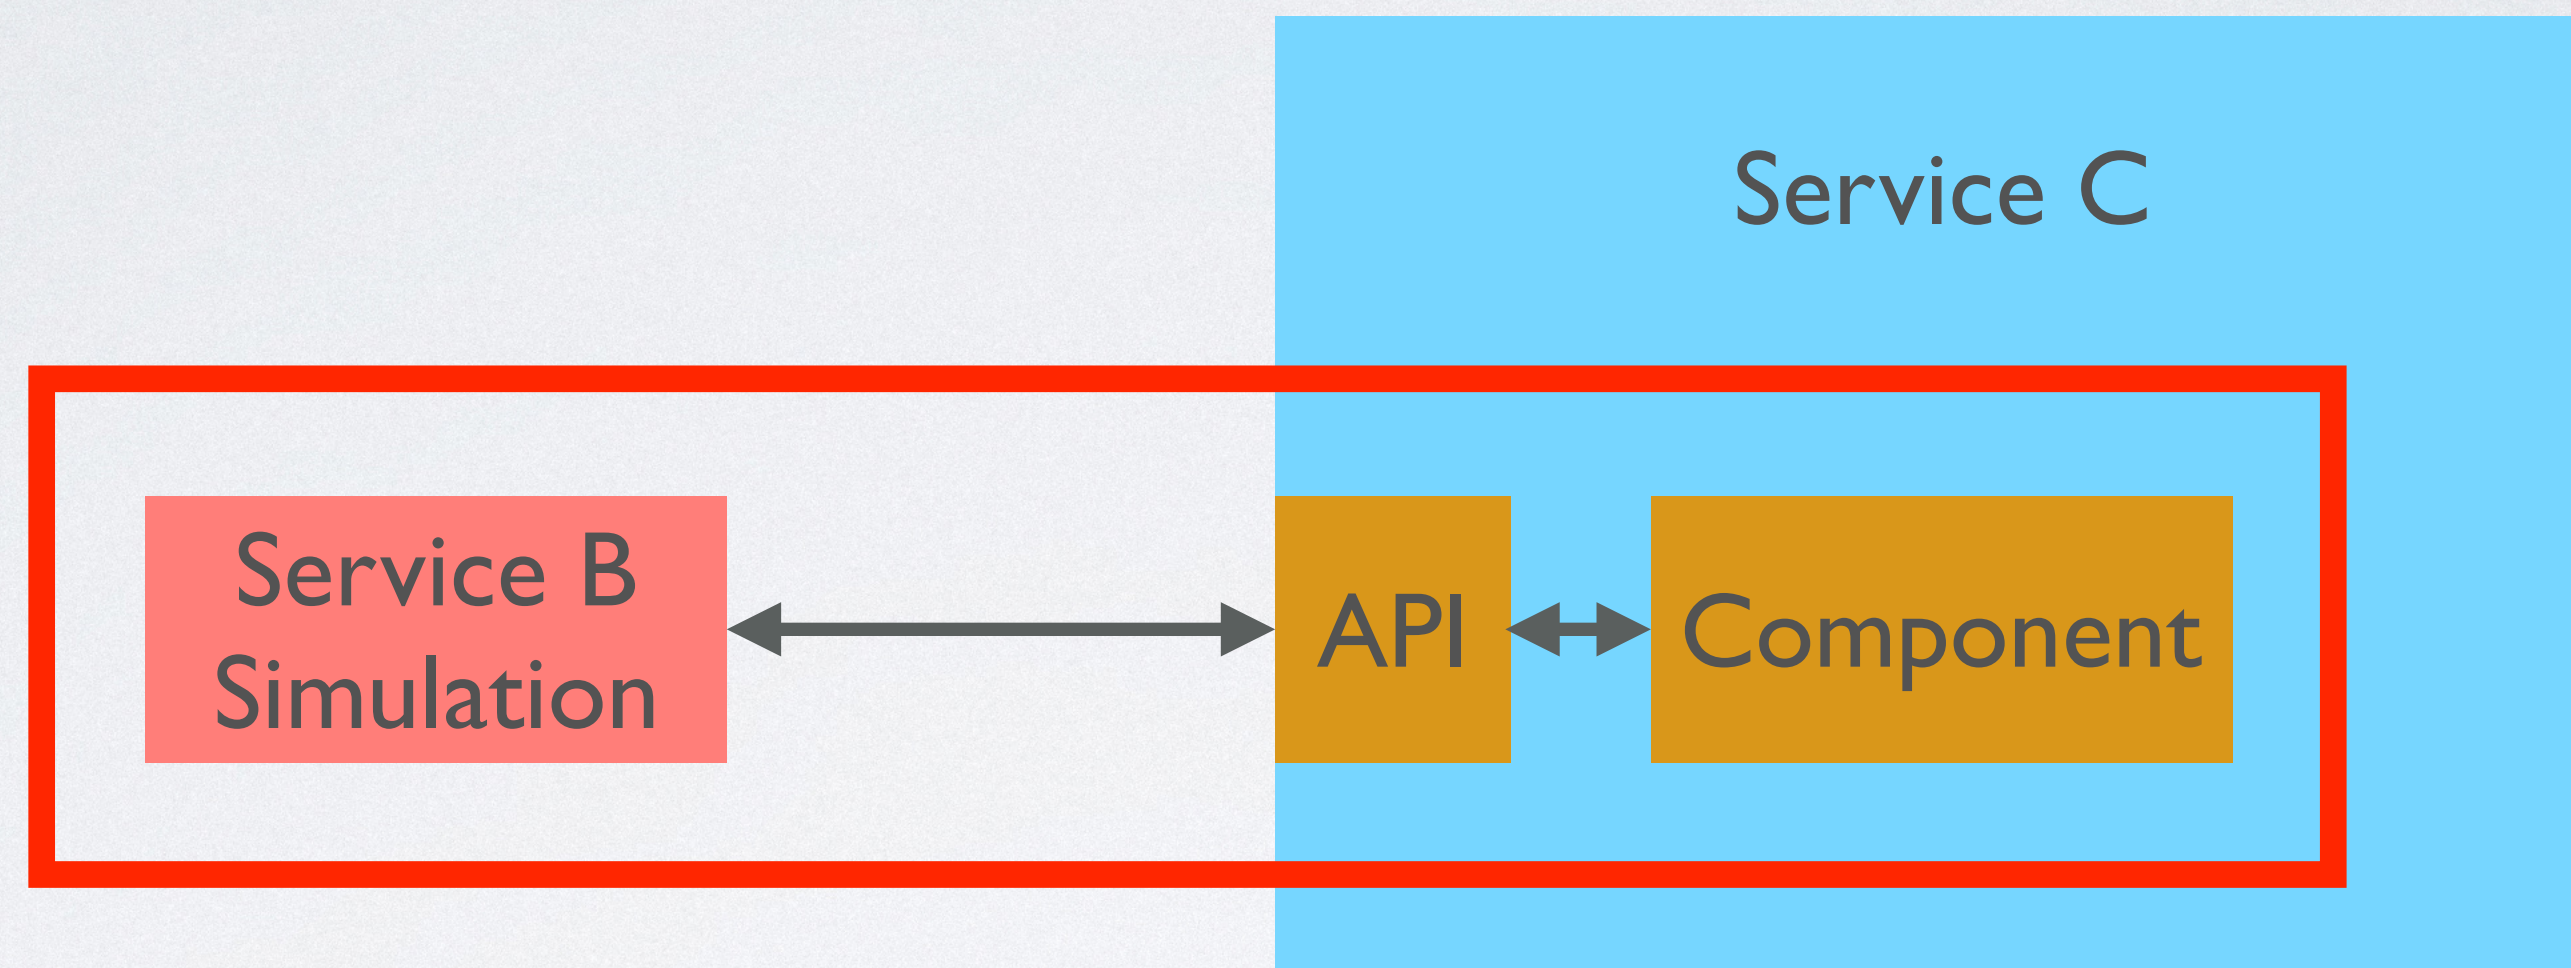 Service C
Service B
Simulation
API
Component